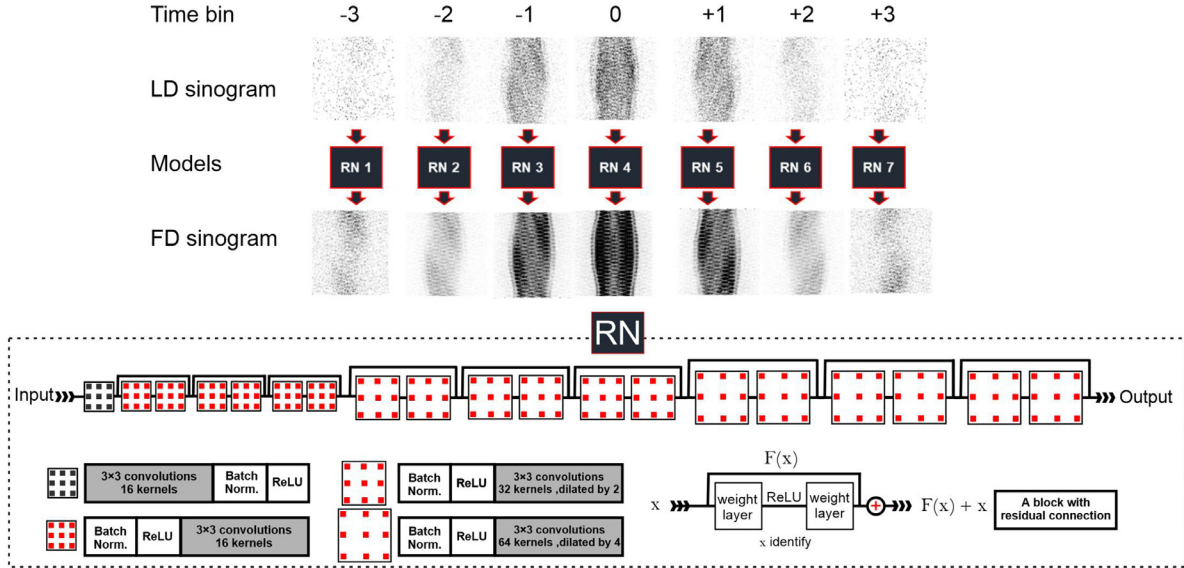 Time bin -3 -2 -1 0 +1 +2 +3
LD sinogram
Models RN 1 RN 2 RN 3 RN 4 RN 5 RN 6 RN 7
FD sinogram
RN
Input Output
3×3 convolutions
16 kernels
Batch
Norm.
ReLU
Batch
Norm.
ReLU
3×3 convolutions
32 kernels ,dilated by 2
Batch
Norm.
ReLU
3×3 convolutions
16 kernels
Batch
Norm.
ReLU
3×3 convolutions
64 kernels ,dilated by 4
F(x)
x
weight
layer
ReLU
weight
layer
+
F(x) + x
x identify
A block with
residual connection